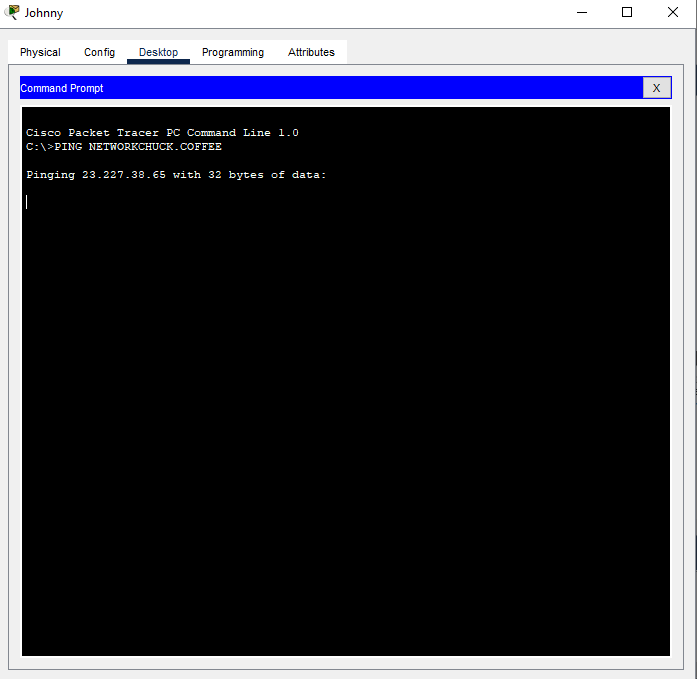 Johnny
Physical Config Desktop Programming Attributes
Command Prompt X
Cisco Packet Tracer PC Command Line 1.0
C:\>PING NETWORKCHUCK.COFFEE
Pinging 23.227.38.65 with 32 bytes of data: